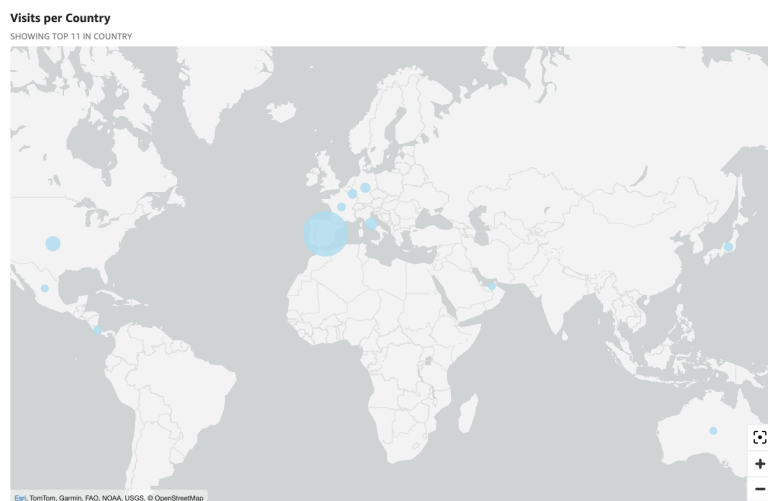 Visits per Country
SHOWING TOP 11 IN COUNTRY
Esri, TomTom, Garmin, FAO, NOAA, USGS, © OpenStreetMap